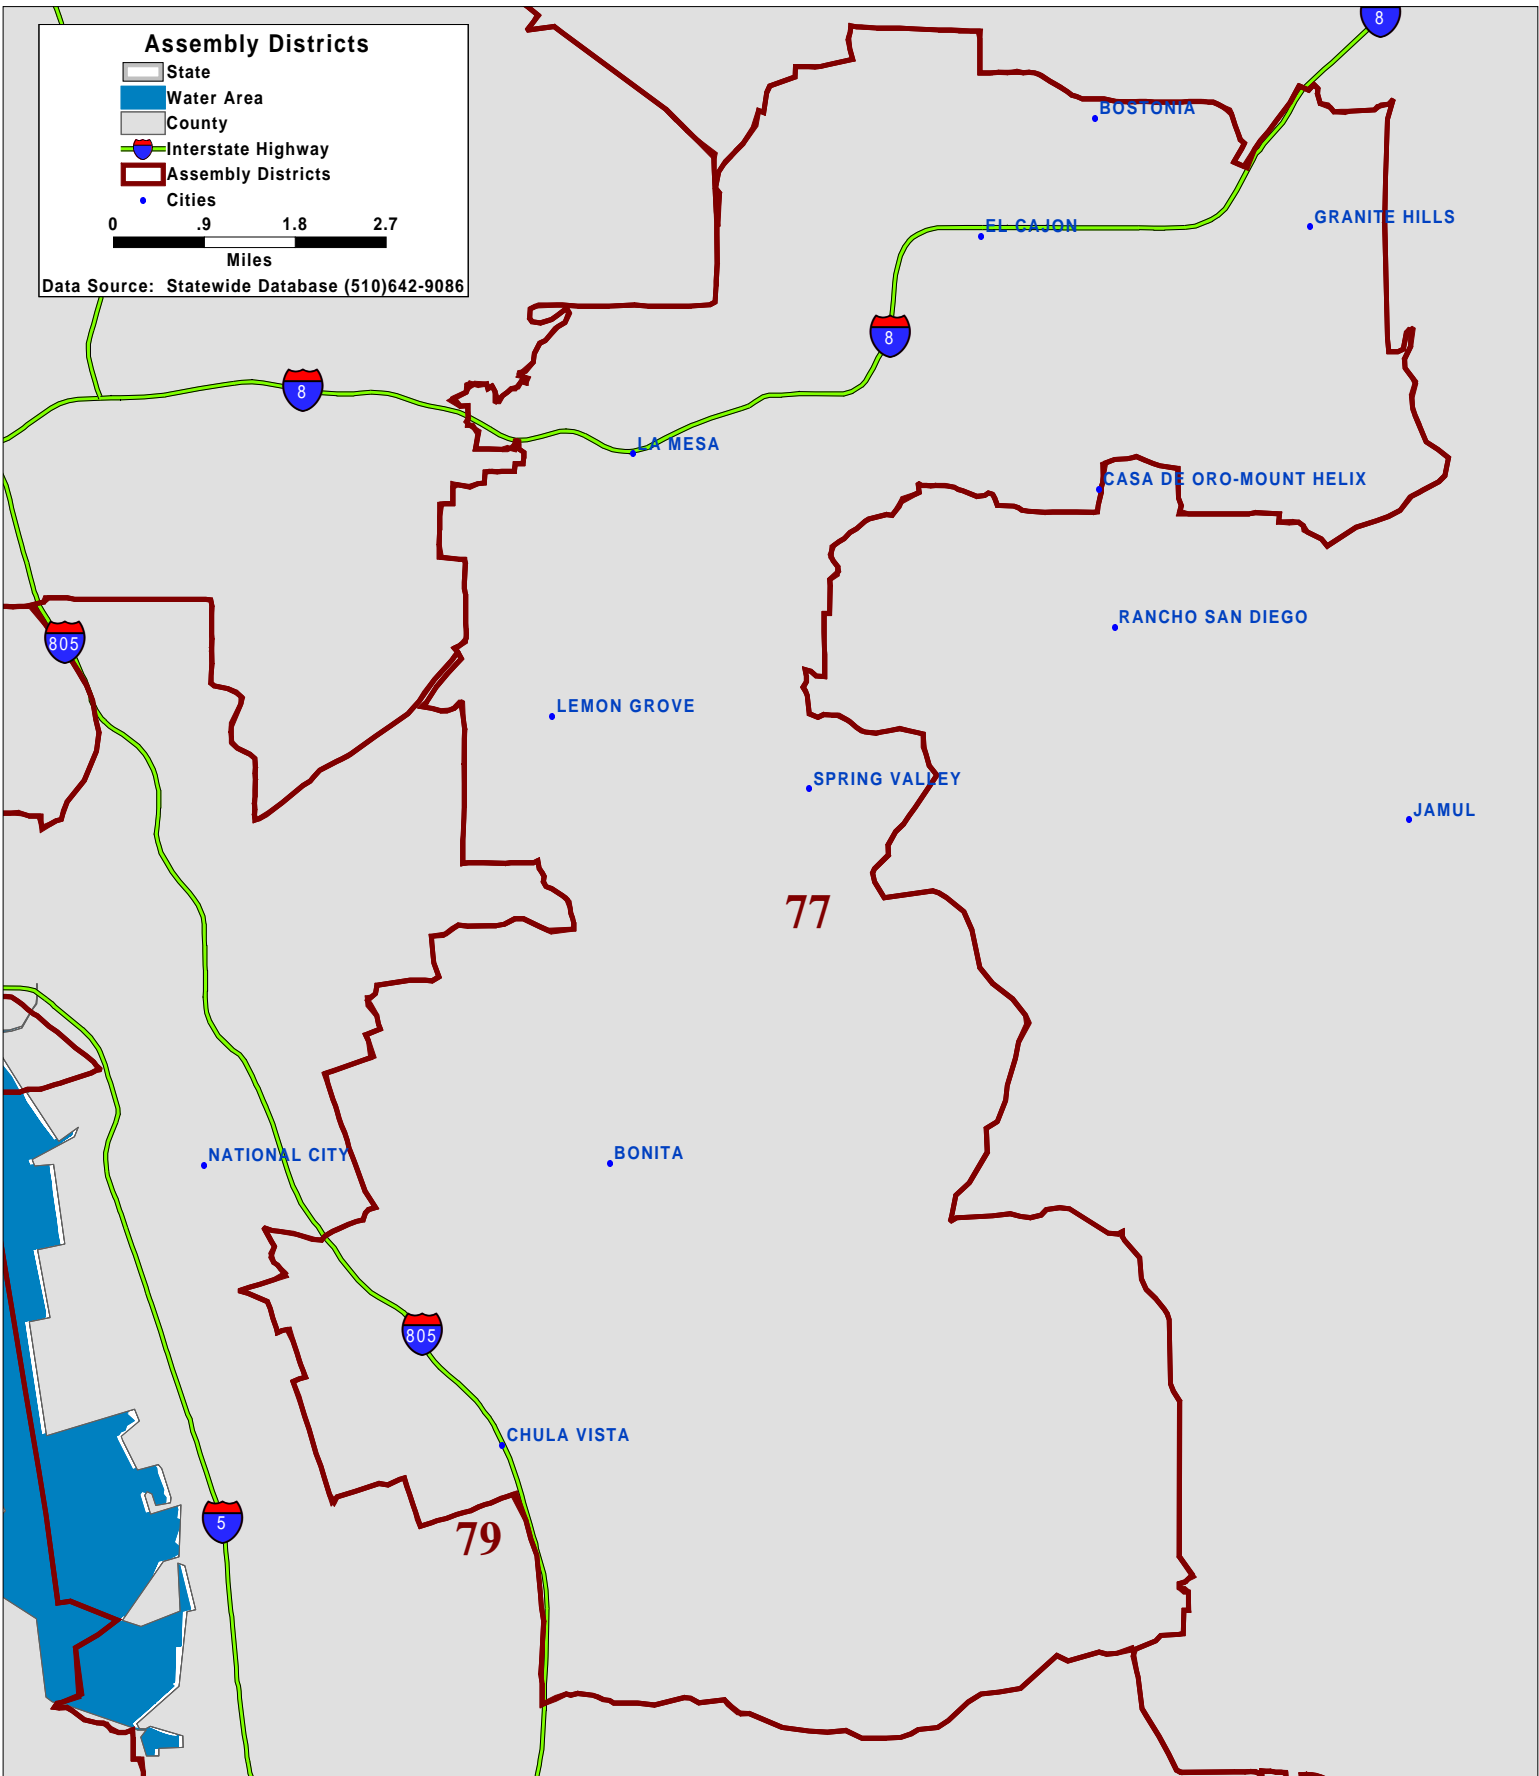 8
Assembly Districts
State
Water Area
County
Interstate Highway
Assembly Districts
Cities
0 .9 1.8 2.7
Miles
Data Source: Statewide Database (510)642-9086
BOSTONIA
GRANITE HILLS
EL CAJON
8
8
LA MESA
CASA DE ORO-MOUNT HELIX
RANCHO SAN DIEGO
805
LEMON GROVE
SPRING VALLEY
JAMUL
77
NATIONAL CITY
BONITA
805
CHULA VISTA
5
79